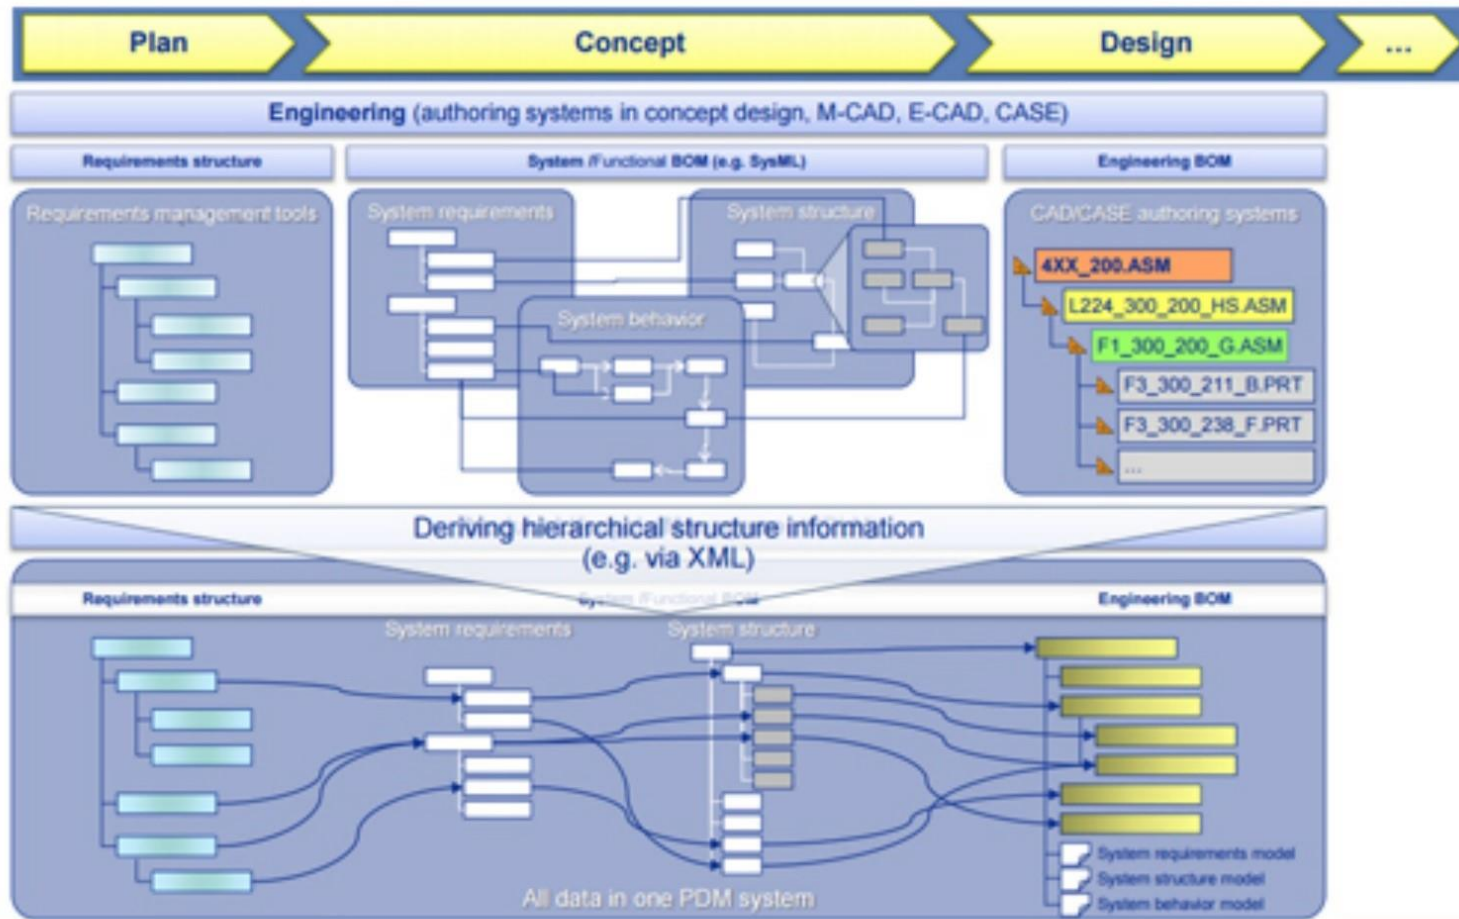 Plan
Concept
Design
...
Engineering (authoring systems in concept design, M-CAD, E-CAD, CASE)
Requirements structure
System /Functional BOM (e.g. SysML)
Engineering BOM
Requirements management tools
System requirements
System structure
System behavior
CAD/CASE authoring systems
4XX_200.ASM
L224_300_200_HS.ASM
F1_300_200_G.ASM
F3_300_211_B.PRT
F3_300_238_F.PRT
...
Deriving hierarchical structure information
(e.g. via XML)
Requirements structure
System /Functional BOM
Engineering BOM
System requirements
System structure
System requirements model
System structure model
System behavior model
All data in one PDM system